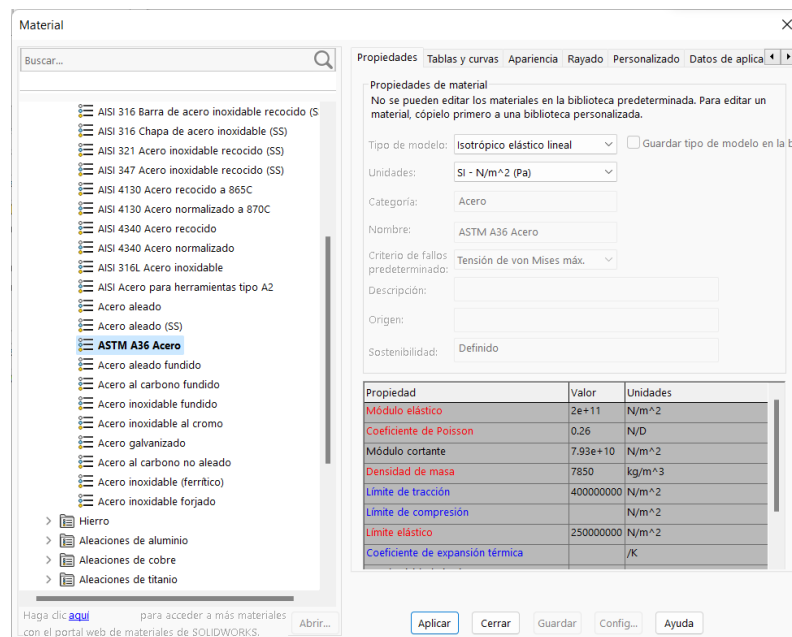 Material
Buscar...
AISI 316 Barra de acero inoxidable recocido (S
AISI 316 Chapa de acero inoxidable (SS)
AISI 321 Acero inoxidable recocido (SS)
AISI 347 Acero inoxidable recocido (SS)
AISI 4130 Acero recocido a 865C
AISI 4130 Acero normalizado a 870C
AISI 4340 Acero recocido
AISI 4340 Acero normalizado
AISI 316L Acero inoxidable
AISI Acero para herramientas tipo A2
Acero aleado
Acero aleado (SS)
ASTM A36 Acero
Acero aleado fundido
Acero al carbono fundido
Acero inoxidable fundido
Acero inoxidable al cromo
Acero galvanizado
Acero al carbono no aleado
Acero inoxidable (ferrítico)
Acero inoxidable forjado
Hierro
Aleaciones de aluminio
Aleaciones de cobre
Aleaciones de titanio
Haga clic aquí para acceder a más materiales
con el portal web de materiales de SOLIDWORKS.
Abrir...
Propiedades Tablas y curvas Apariencia Rayado Personalizado Datos de aplica
Propiedades de material
No se pueden editar los materiales en la biblioteca predeterminada. Para editar un
material, cópielo primero a una biblioteca personalizada.
Tipo de modelo: Isotrópico elástico lineal Guardar tipo de modelo en la b
Unidades: SI - N/m^2 (Pa)
Categoría: Acero
Nombre: ASTM A36 Acero
Criterio de fallos
predeterminado: Tensión de von Mises máx.
Descripción:
Origen:
Sostenibilidad: Definido
Propiedad Valor Unidades
Módulo elástico 2e+11 N/m^2
Coeficiente de Poisson 0.26 N/D
Módulo cortante 7.93e+10 N/m^2
Densidad de masa 7850 kg/m^3
Límite de tracción 400000000 N/m^2
Límite de compresión N/m^2
Límite elástico 250000000 N/m^2
Coeficiente de expansión térmica /K
Aplicar Cerrar Guardar Config... Ayuda